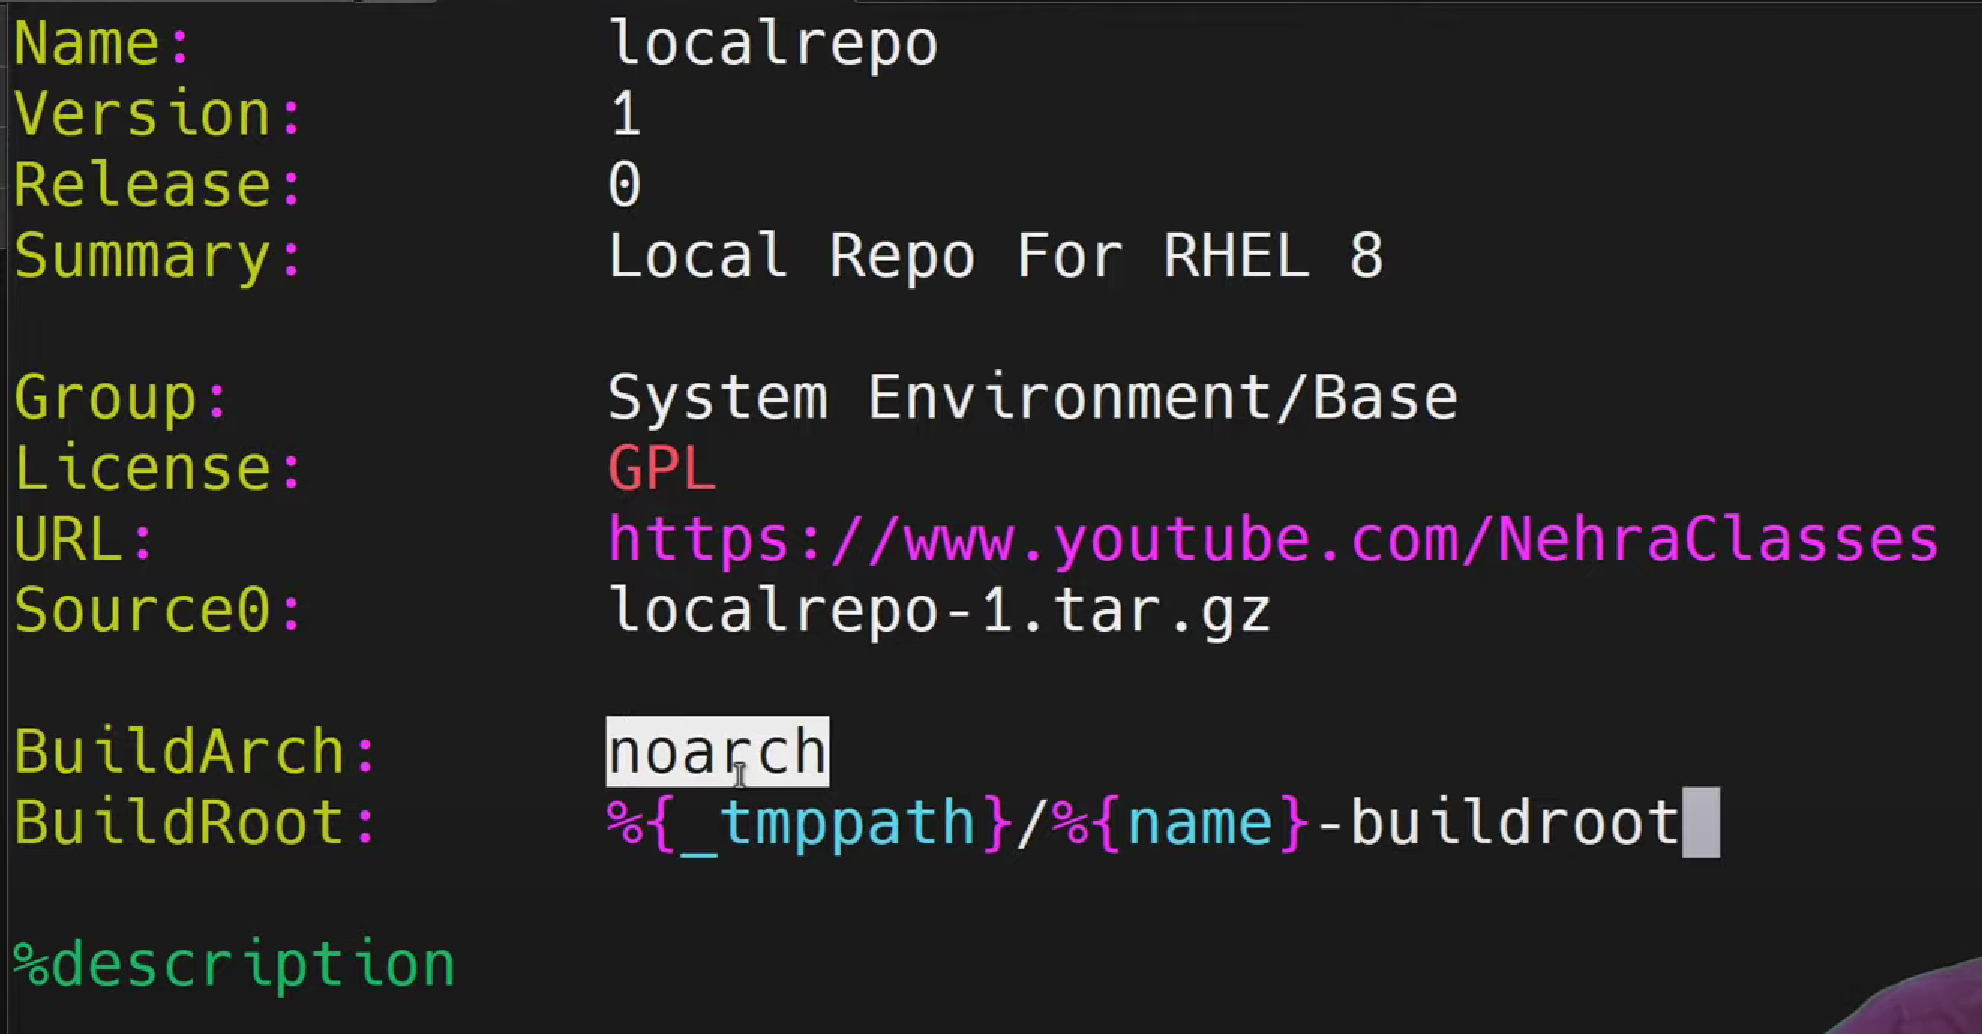 Name: localrepo
Version: 1
Release: 0
Summary: Local Repo For RHEL 8
Group: System Environment/Base
License: GPL
URL: https://www.youtube.com/NehraClasses
Source0: localrepo-1.tar.gz
BuildArch: noarch
BuildRoot: %{_tmppath}/%{name}-buildroot
%description